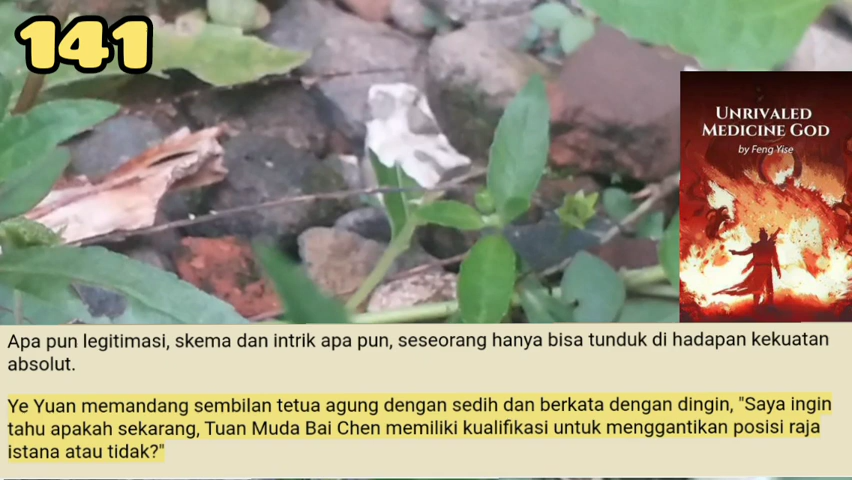 141
UNRIVALED
MEDICINE GOD
by Feng Yise
Apa pun legitimasi, skema dan intrik apa pun, seseorang hanya bisa tunduk di hadapan kekuatan
absolut.
Ye Yuan memandang sembilan tetua agung dengan sedih dan berkata dengan dingin, "Saya ingin
tahu apakah sekarang, Tuan Muda Bai Chen memiliki kualifikasi untuk menggantikan posisi raja
istana atau tidak?"